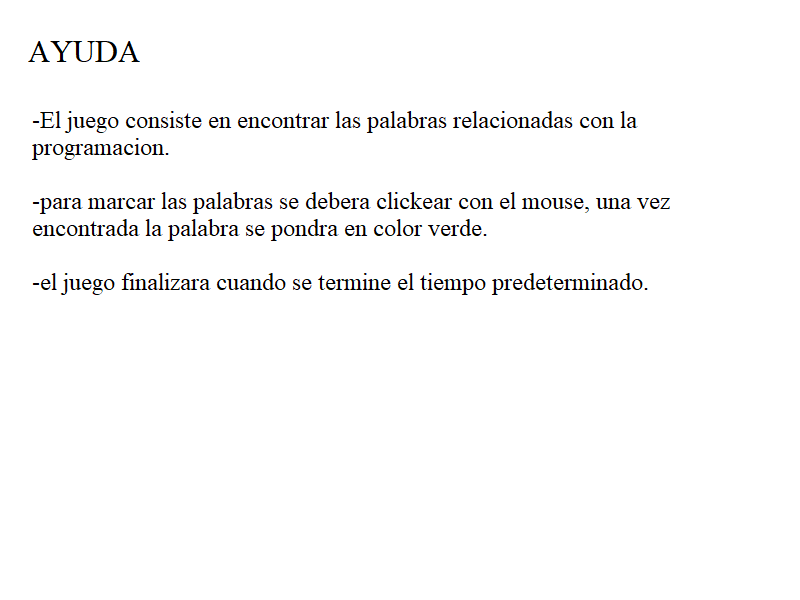 AYUDA
-El juego consiste en encontrar las palabras relacionadas con la
programacion.
-para marcar las palabras se debera clickear con el mouse, una vez
encontrada la palabra se pondra en color verde.
-el juego finalizara cuando se termine el tiempo predeterminado.